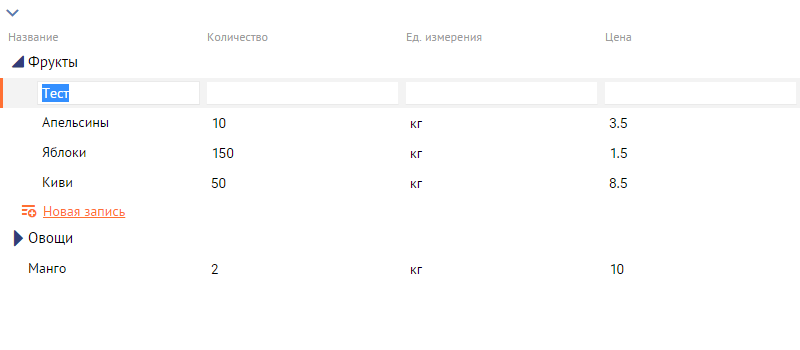 Название Количество Ед. измерения Цена
Фрукты
Тест
Апельсины 10 кг 3.5
Яблоки 150 кг 1.5
Киви 50 кг 8.5
Новая запись
Овощи
Манго 2 кг 10